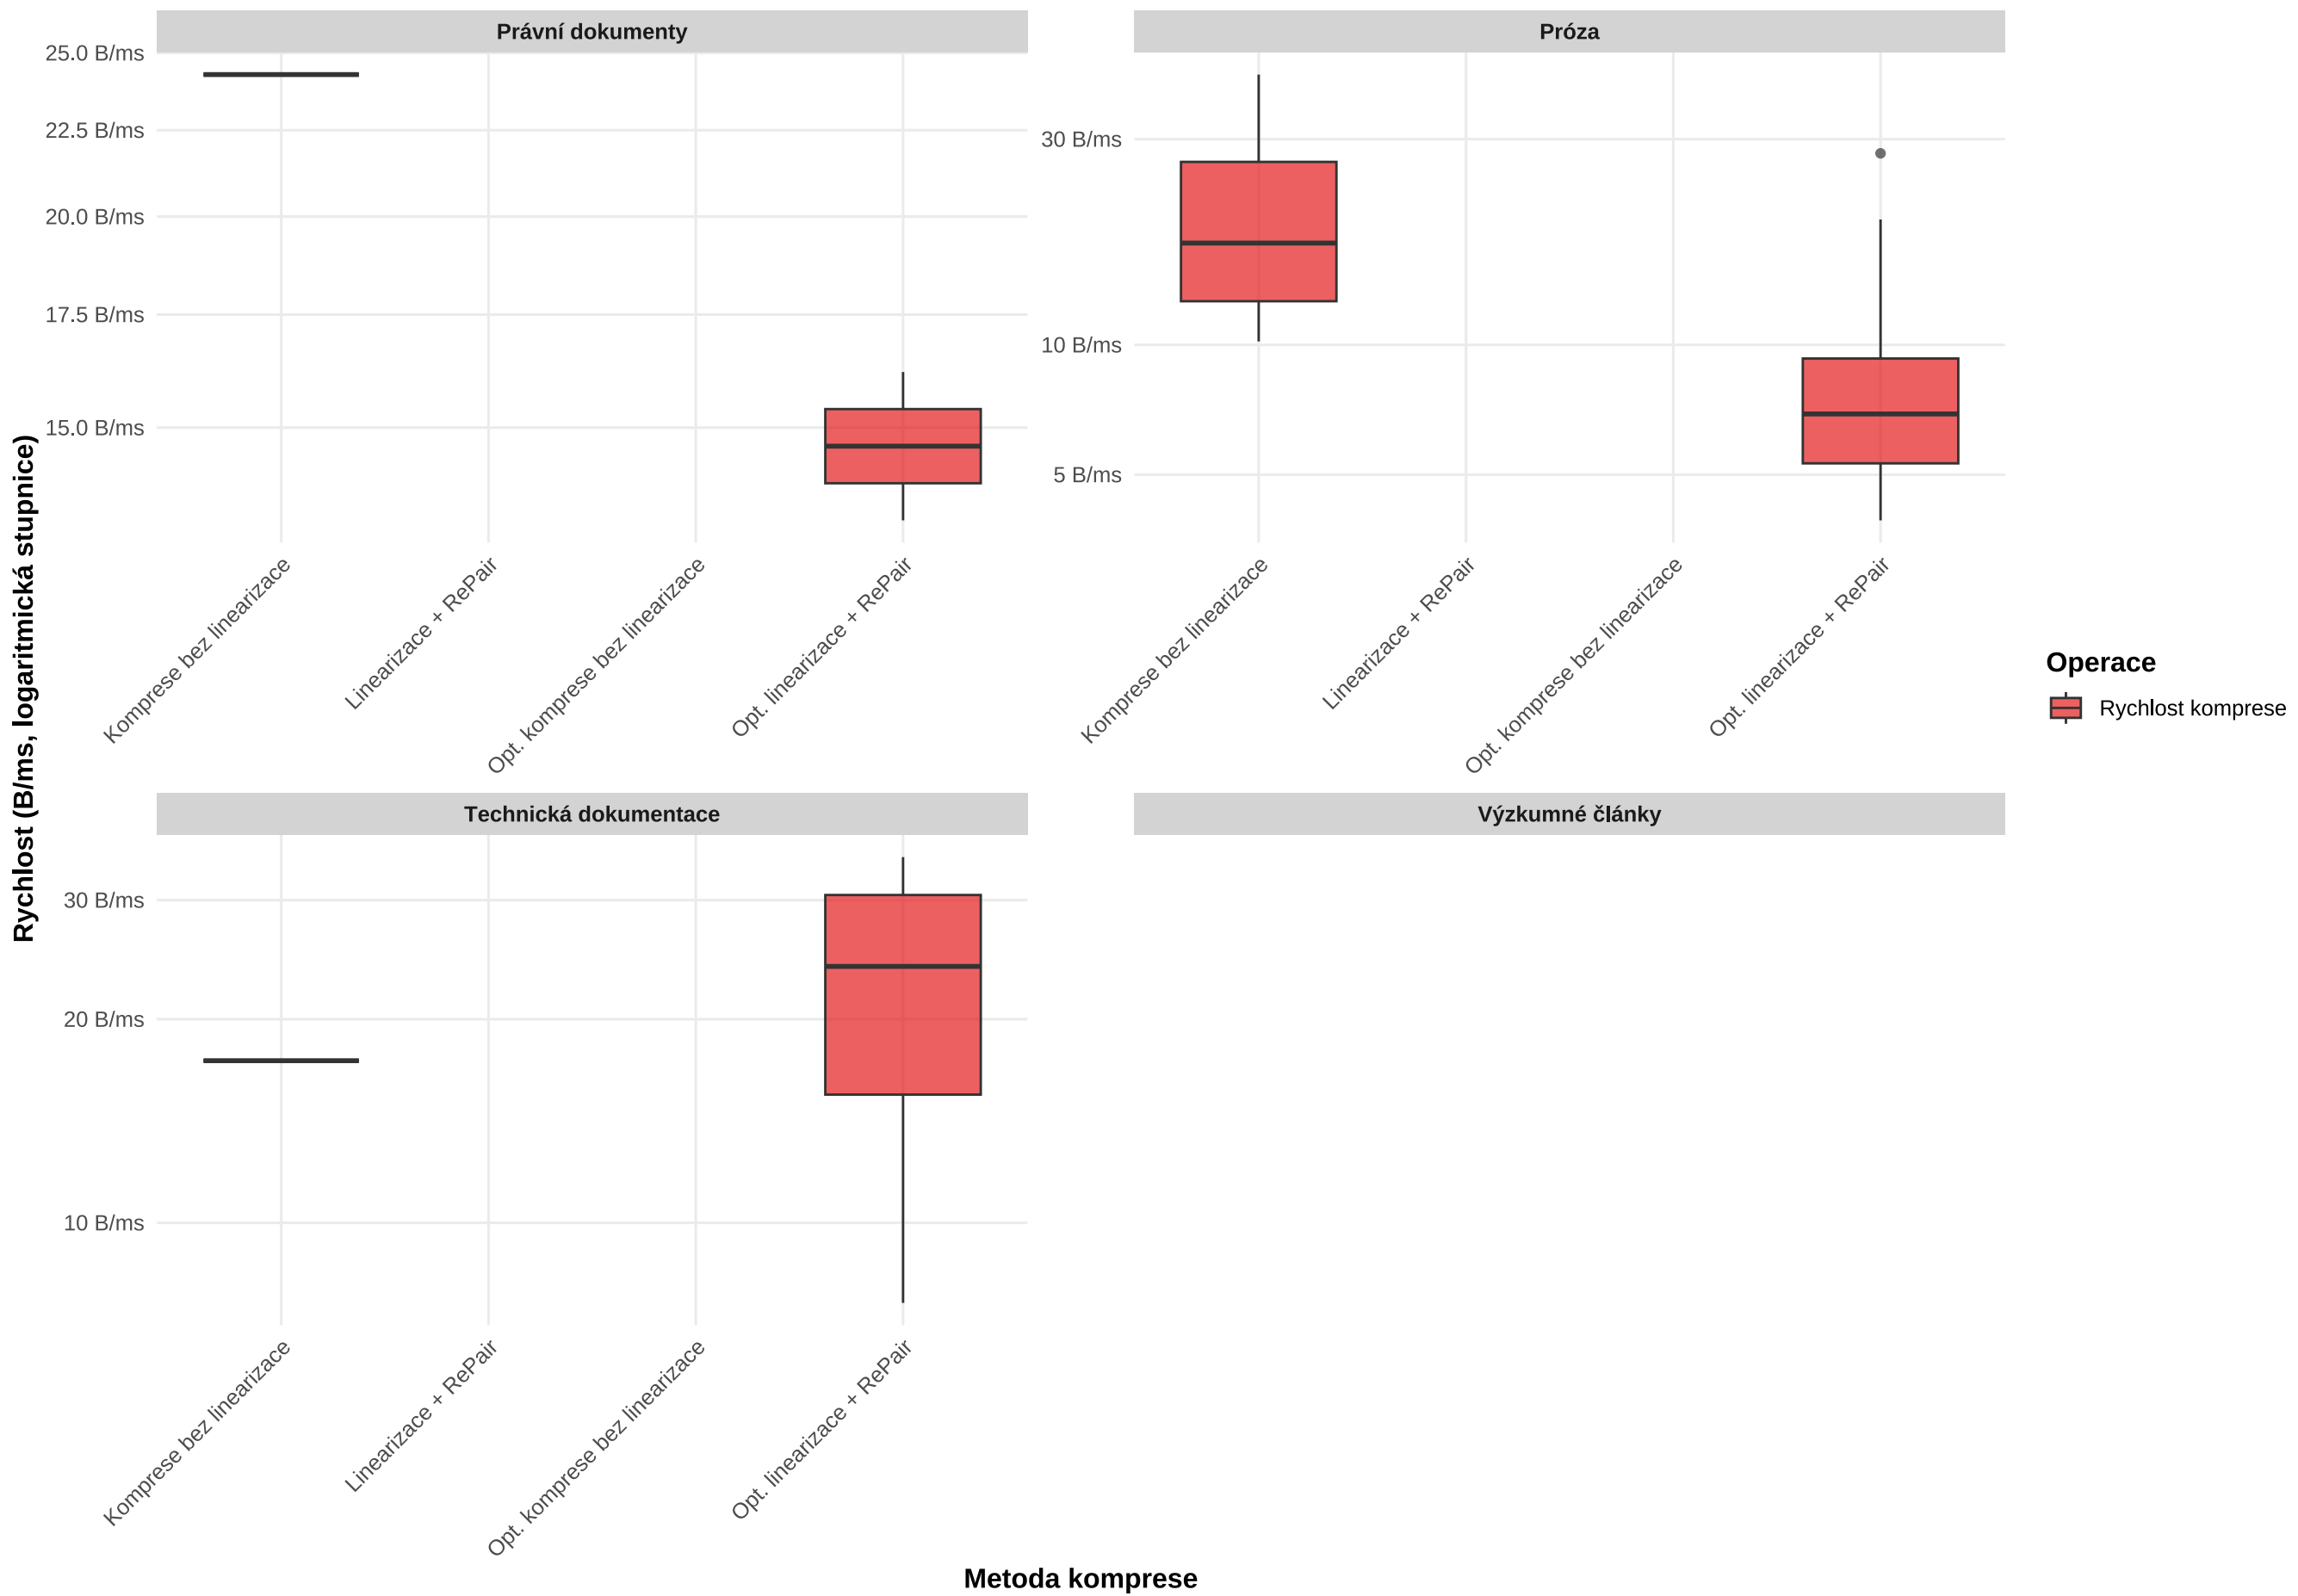 Právní dokumenty
25.0 B/ms
22.5 B/ms
20.0 B/ms
17.5 B/ms
15.0 B/ms
Komprese bez linearizace
Linearizace + RePair
Opt. komprese bez linearizace
Opt. linearizace + RePair
Próza
30 B/ms
10 B/ms
5 B/ms
Komprese bez linearizace
Linearizace + RePair
Opt. komprese bez linearizace
Opt. linearizace + RePair
Rychlost (B/ms, logaritmická stupnice)
Operace
Rychlost komprese
Technická dokumentace
30 B/ms
20 B/ms
10 B/ms
Komprese bez linearizace
Linearizace + RePair
Opt. komprese bez linearizace
Opt. linearizace + RePair
Výzkumné články
Metoda komprese